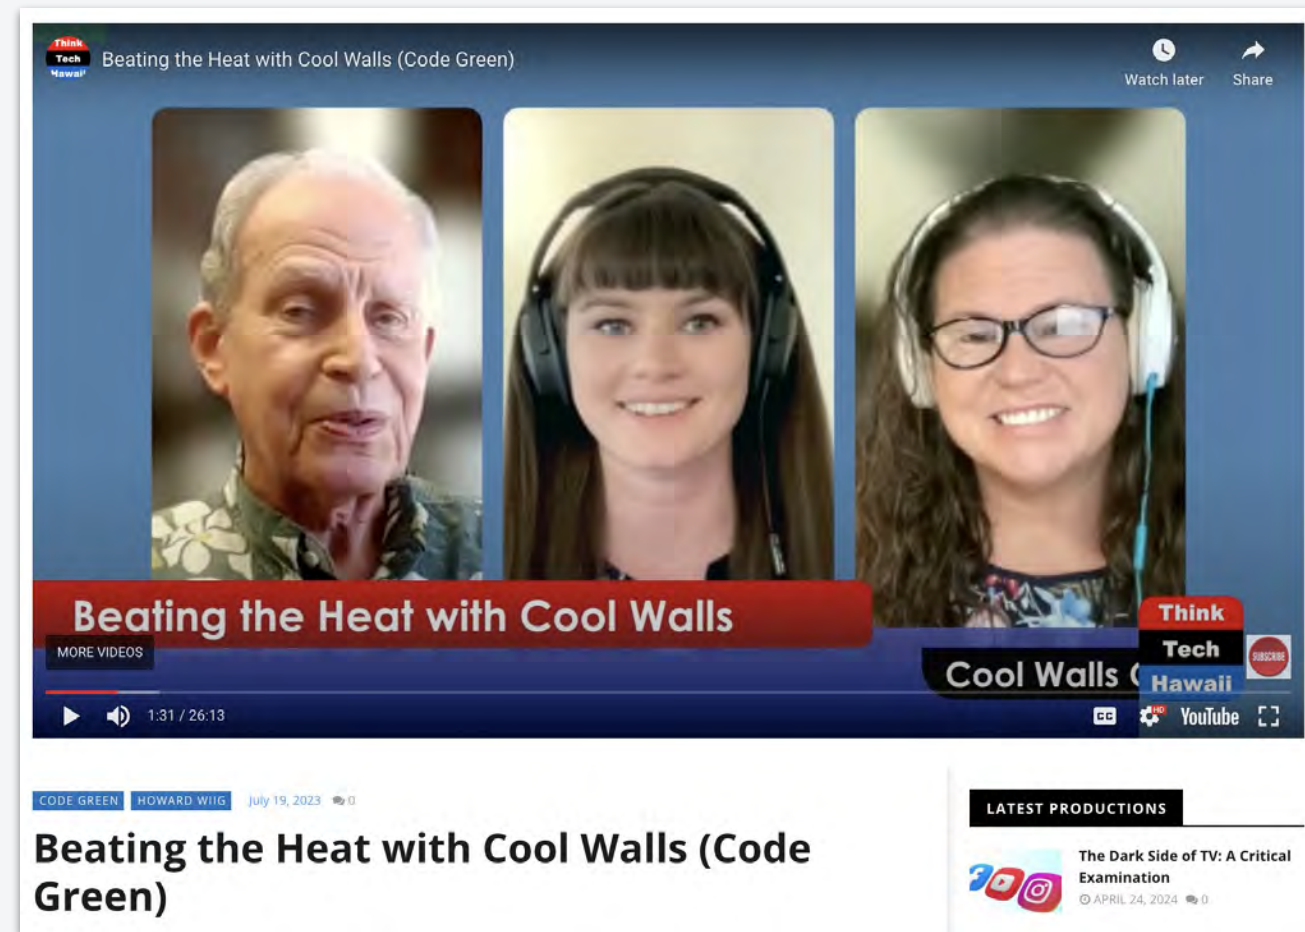 Think
Tech
Hawaii
Beating the Heat with Cool Walls (Code Green)
Watch later
Share
Beating the Heat with Cool Walls
MORE VIDEOS
Cool Walls
Think
Tech
Hawaii
SUBSCRIBE
1:31 / 26:13
CC
HD
YouTube
CODE GREEN HOWARD WIIG July 19, 2023 0
Beating the Heat with Cool Walls (Code
Green)
LATEST PRODUCTIONS
The Dark Side of TV: A Critical
Examination
APRIL 24, 2024 0